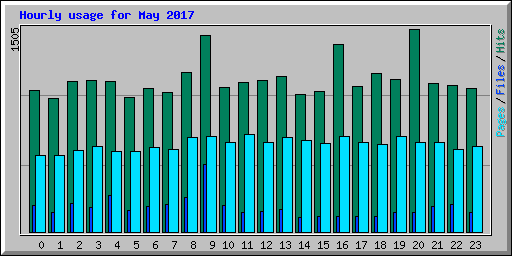 Hourly usage for May 2017
1505
Pages/Files/Hits
0 1 2 3 4 5 6 7 8 9 10 11 12 13 14 15 16 17 18 19 20 21 22 23